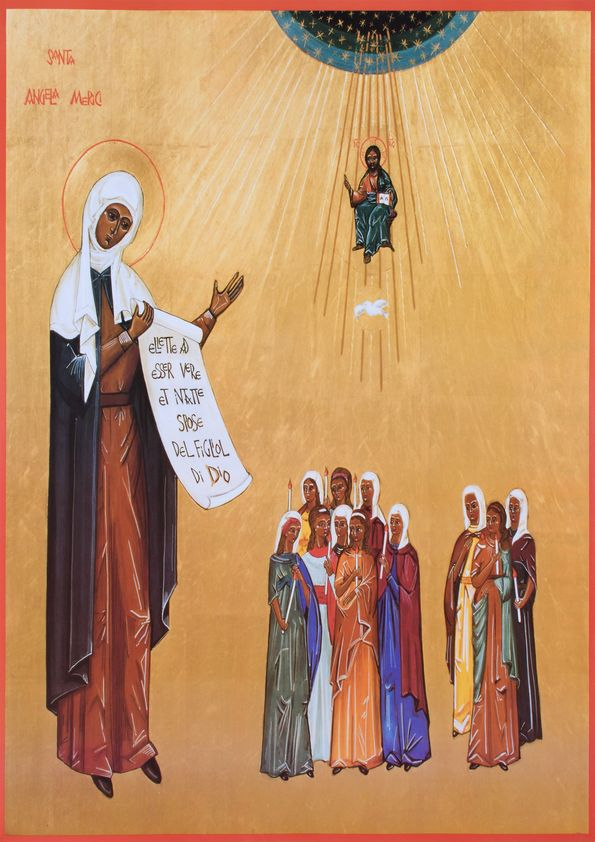 SANTA
ANGELA MERICI
ELLETTE AD
ESSER VERE
ET INTATTE
SPOSE
DEL FIGLIOL
DI DIO